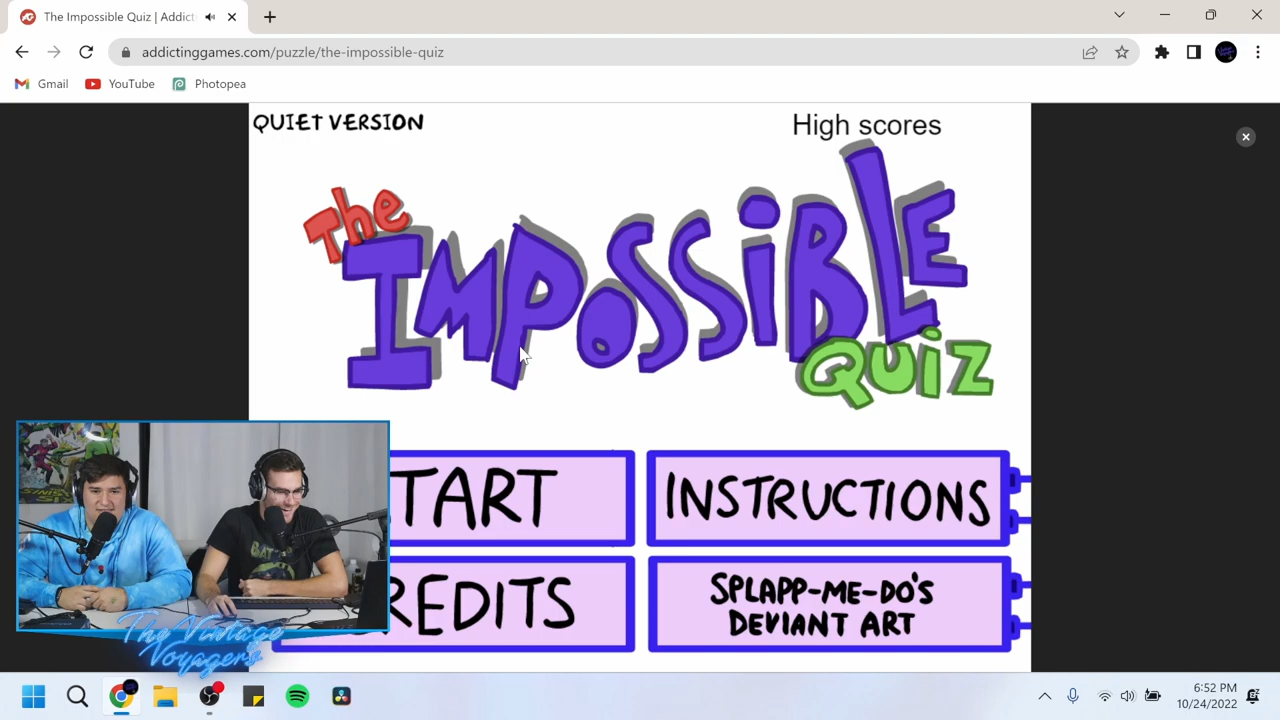 The Impossible Quiz | Addicti
addictinggames.com/puzzle/the-impossible-quiz
Gmail
YouTube
Photopea
QUIET VERSION
High scores
The
IMPOSSIBLE
QUIZ
TART
INSTRUCTIONS
REDITS
SPLAPP-ME-DO'S
DEVIANT ART
The Vintage
Voyagers
6:52 PM
10/24/2022